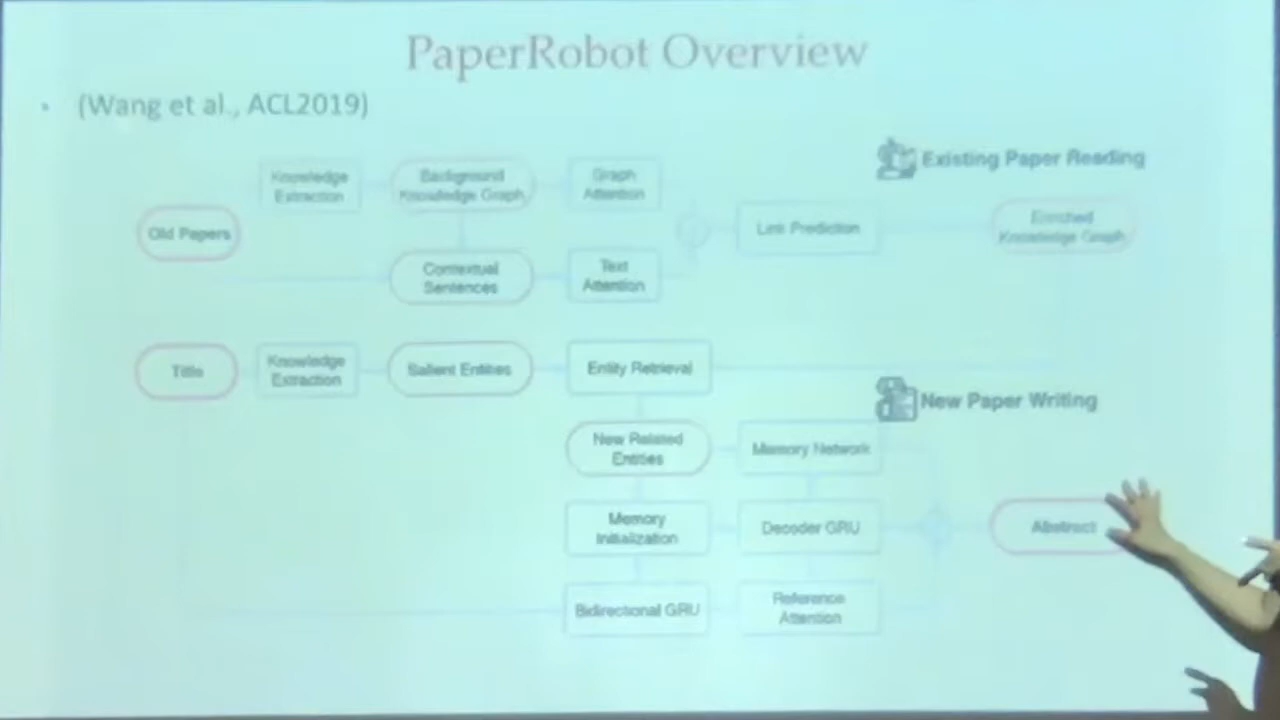 PaperRobot Overview
• (Wang et al., ACL2019)
Existing Paper Reading
Knowledge
Extraction
Background
Knowledge Graph
Graph
Attention
Old Papers
Link Prediction
Enriched
Knowledge Graph
Contextual
Sentences
Text
Attention
Title
Knowledge
Extraction
Salient Entities
Entity Retrieval
New Paper Writing
New Related
Entities
Memory Network
Memory
Initialization
Decoder GRU
Abstract
Bidirectional GRU
Reference
Attention